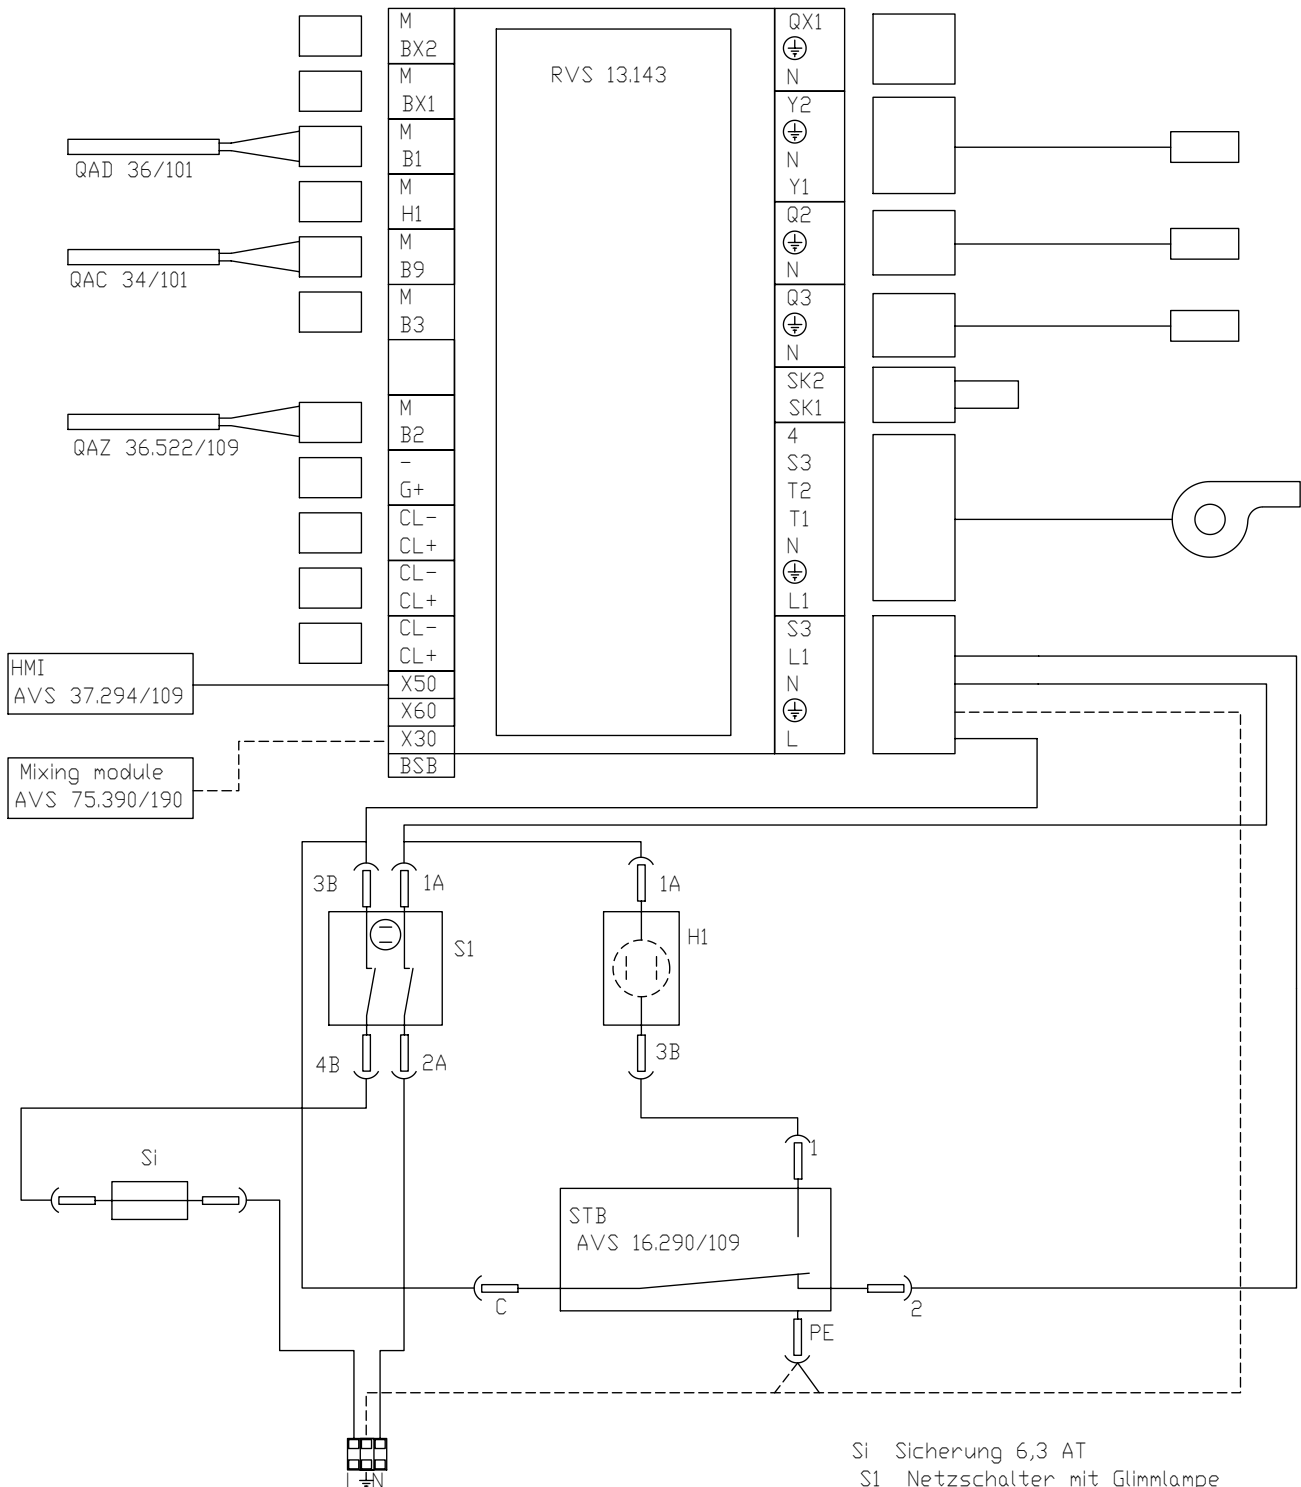 M
BX2
M
BX1
M
B1
M
H1
M
B9
M
B3
M
B2
-
G+
CL-
CL+
CL-
CL+
CL-
CL+
X50
X60
X30
BSB
RVS 13.143
QX1
N
Y2
N
Y1
Q2
N
Q3
N
SK2
SK1
4
S3
T2
T1
N
L1
S3
L1
N
L
QAD 36/101
QAC 34/101
QAZ 36.522/109
HMI
AVS 37.294/109
Mixing module
AVS 75.390/190
3B
1A
S1
4B
2A
1A
H1
3B
Si
1
STB
AVS 16.290/109
C
2
PE
L
N
Si Sicherung 6,3 AT
S1 Netzschalter mit Glimmlampe